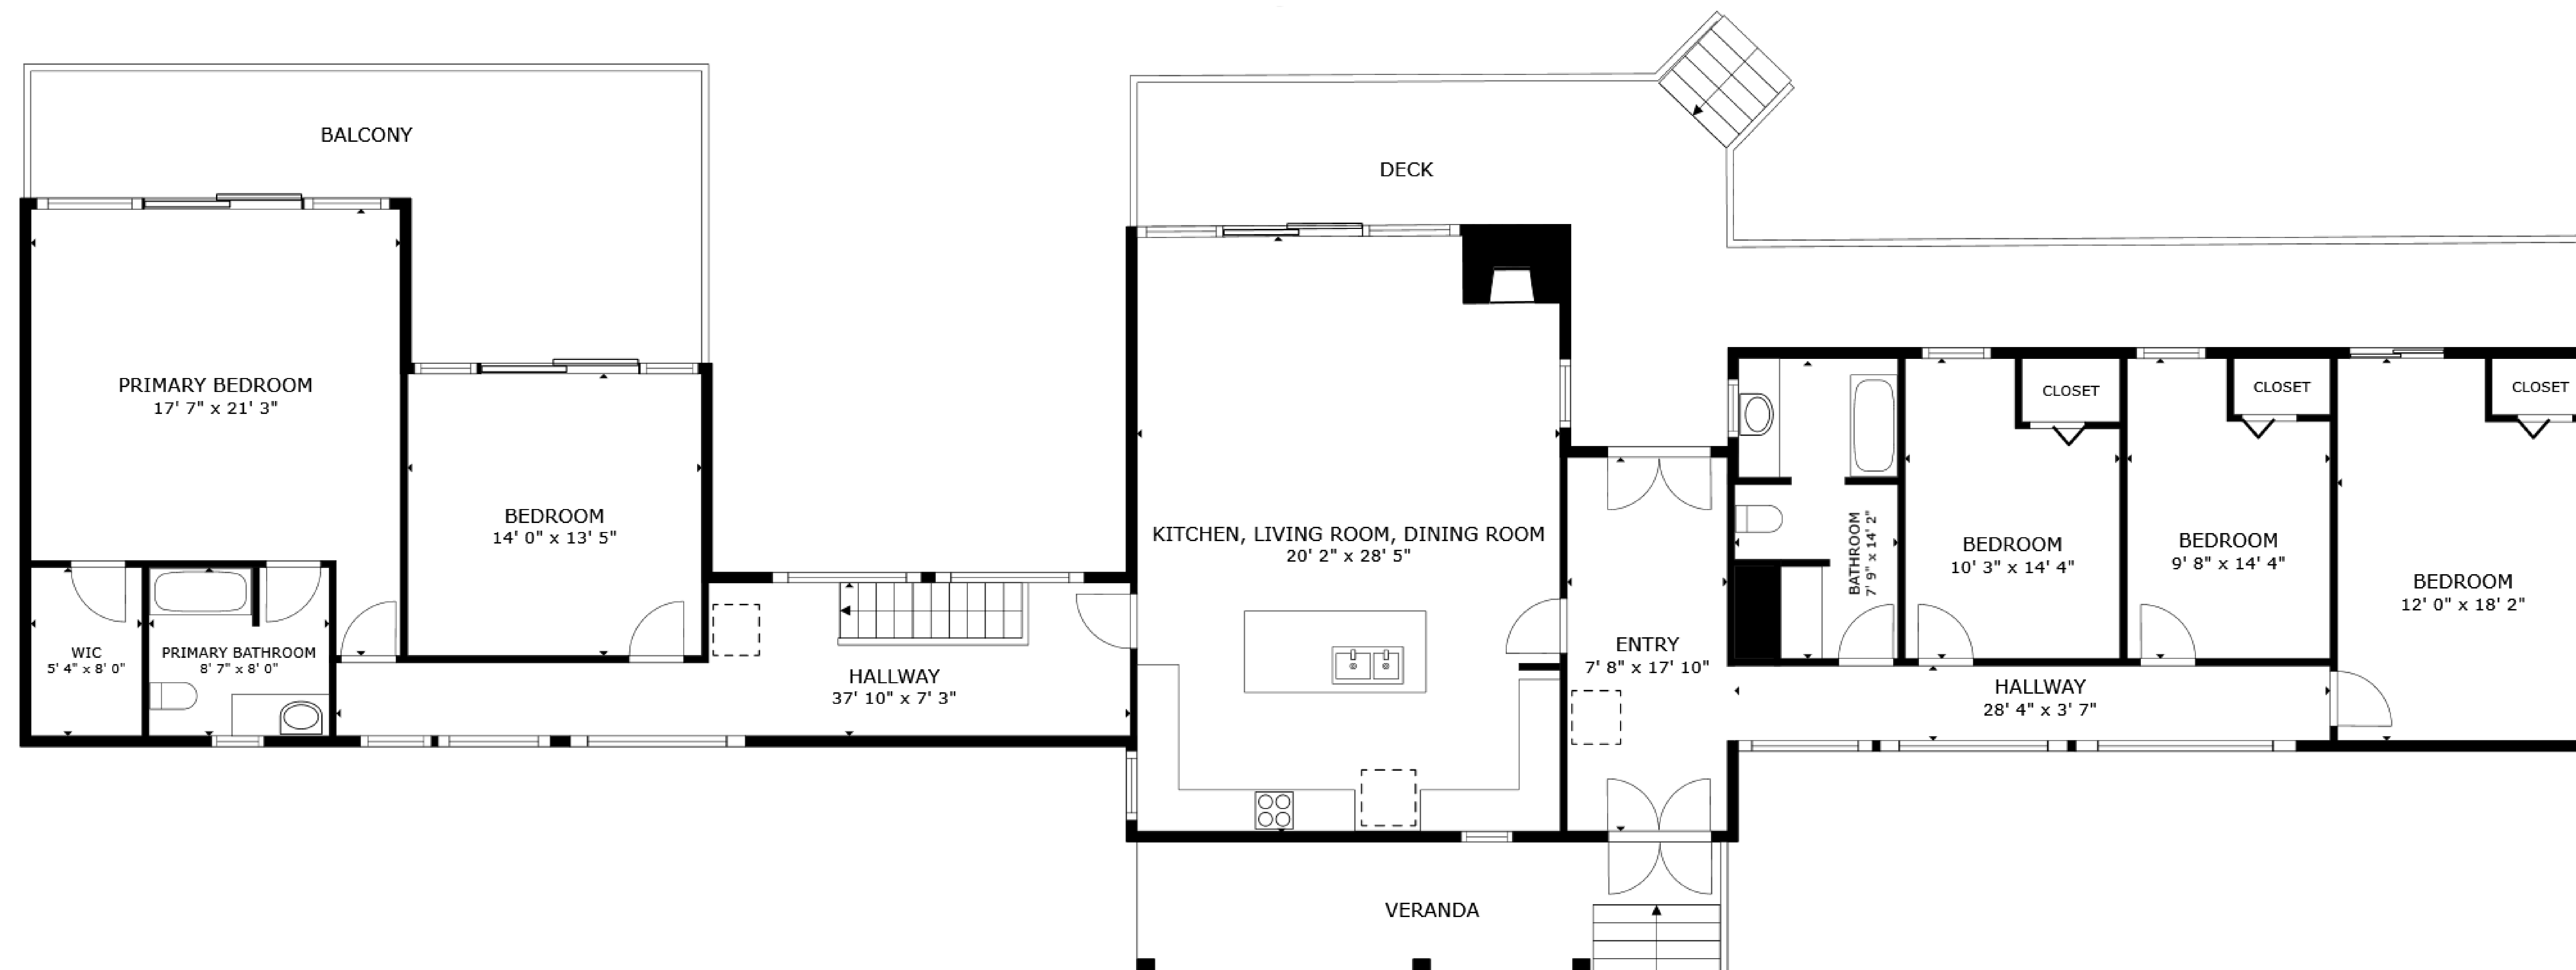 BALCONY
DECK
PRIMARY BEDROOM
17' 7" x 21' 3"
BEDROOM
14' 0" x 13' 5"
WIC
5' 4" x 8' 0"
PRIMARY BATHROOM
8' 7" x 8' 0"
HALLWAY
37' 10" x 7' 3"
KITCHEN, LIVING ROOM, DINING ROOM
20' 2" x 28' 5"
ENTRY
7' 8" x 17' 10"
BATHROOM
7' 9" x 14' 2"
CLOSET
BEDROOM
10' 3" x 14' 4"
CLOSET
BEDROOM
9' 8" x 14' 4"
CLOSET
BEDROOM
12' 0" x 18' 2"
HALLWAY
28' 4" x 3' 7"
VERANDA